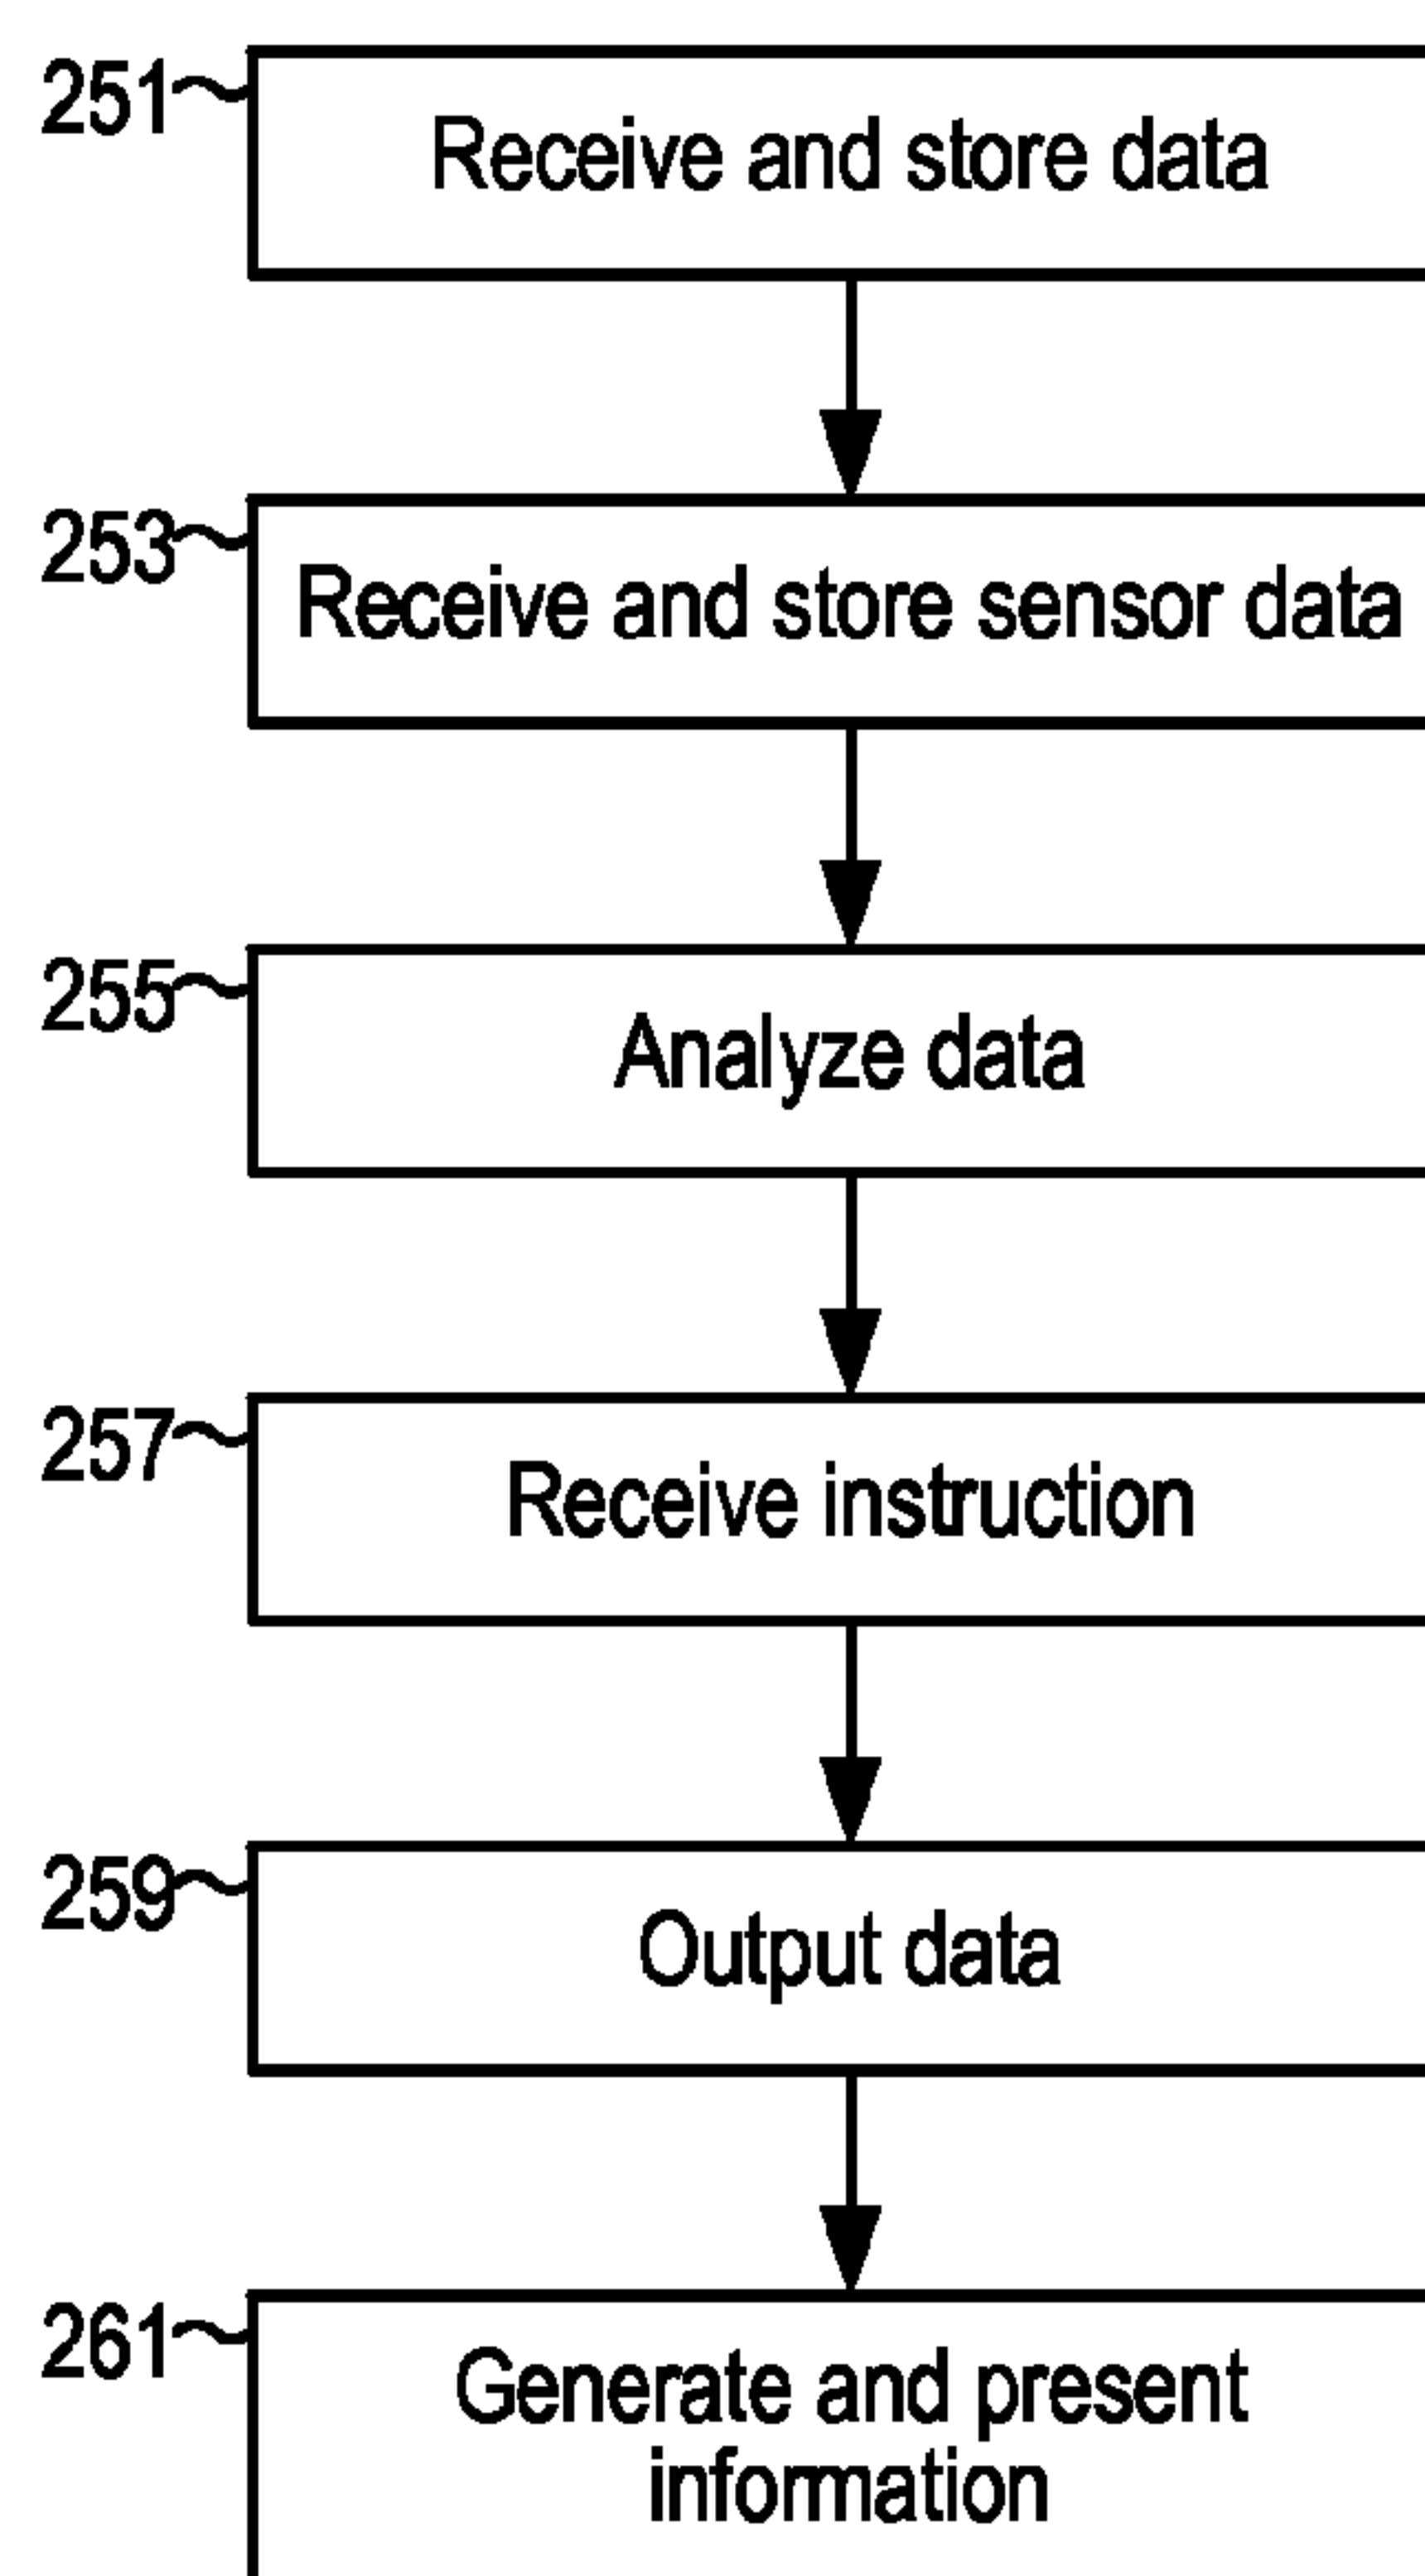 251
Receive and store data
253
Receive and store sensor data
255
Analyze data
257
Receive instruction
259
Output data
261
Generate and present
information